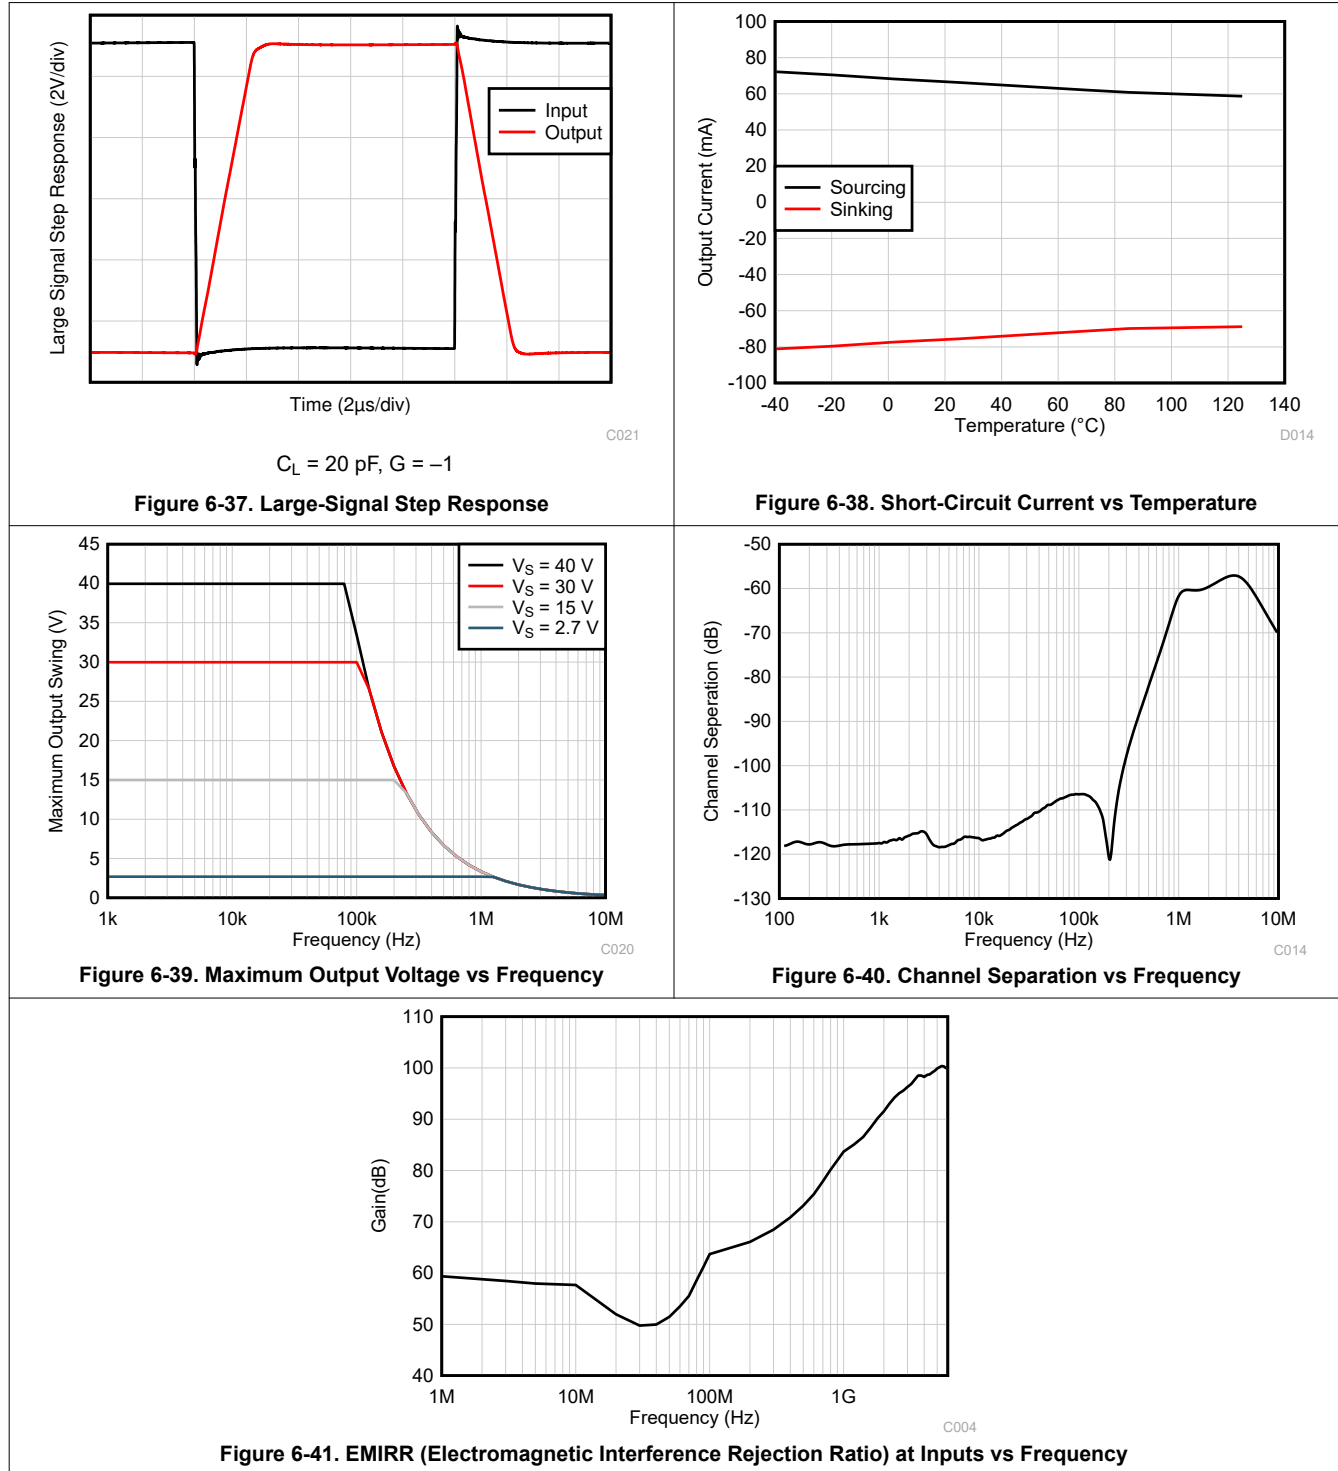 Large Signal Step Response (2V/div)
Input
Output
Time (2µs/div)
C021
C_L = 20 pF, G = –1
Figure 6-37. Large-Signal Step Response
Output Current (mA)
100
80
60
40
20
0
-20
-40
-60
-80
-100
Sourcing
Sinking
-40 -20 0 20 40 60 80 100 120 140
Temperature (°C)
D014
Figure 6-38. Short-Circuit Current vs Temperature
Maximum Output Swing (V)
45
40
35
30
25
20
15
10
5
0
V_S = 40 V
V_S = 30 V
V_S = 15 V
V_S = 2.7 V
1k 10k 100k 1M 10M
Frequency (Hz)
C020
Figure 6-39. Maximum Output Voltage vs Frequency
Channel Seperation (dB)
-50
-60
-70
-80
-90
-100
-110
-120
-130
100 1k 10k 100k 1M 10M
Frequency (Hz)
C014
Figure 6-40. Channel Separation vs Frequency
Gain(dB)
110
100
90
80
70
60
50
40
1M 10M 100M 1G
Frequency (Hz)
C004
Figure 6-41. EMIRR (Electromagnetic Interference Rejection Ratio) at Inputs vs Frequency